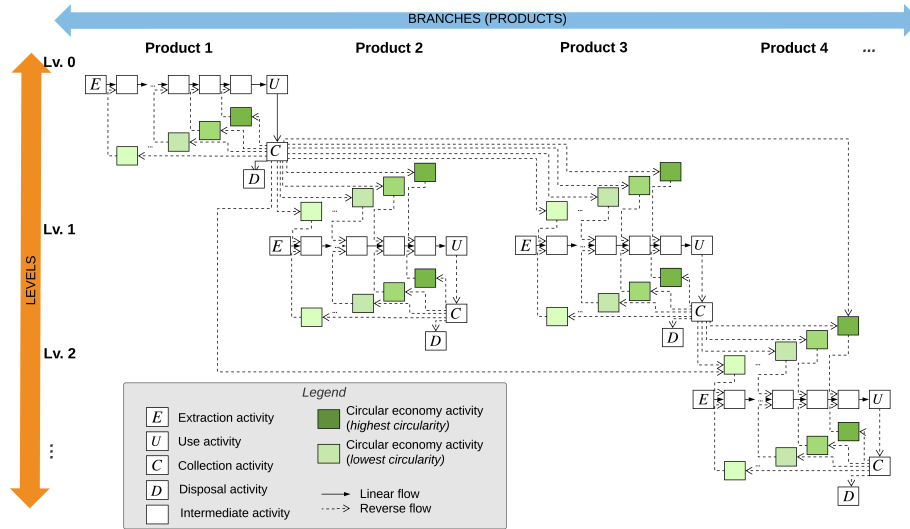 BRANCHES (PRODUCTS)
Product 1 Product 2 Product 3 Product 4 ...
Lv. 0
E ... U
...
C
D
...
...
Lv. 1
E ... U
E ... U
LEVELS
...
...
C
C
D
D
Lv. 2
...
E ... U
...
C
D
...
Legend
E Extraction activity
U Use activity
C Collection activity
D Disposal activity
Intermediate activity
Circular economy activity
(highest circularity)
Circular economy activity
(lowest circularity)
Linear flow
Reverse flow